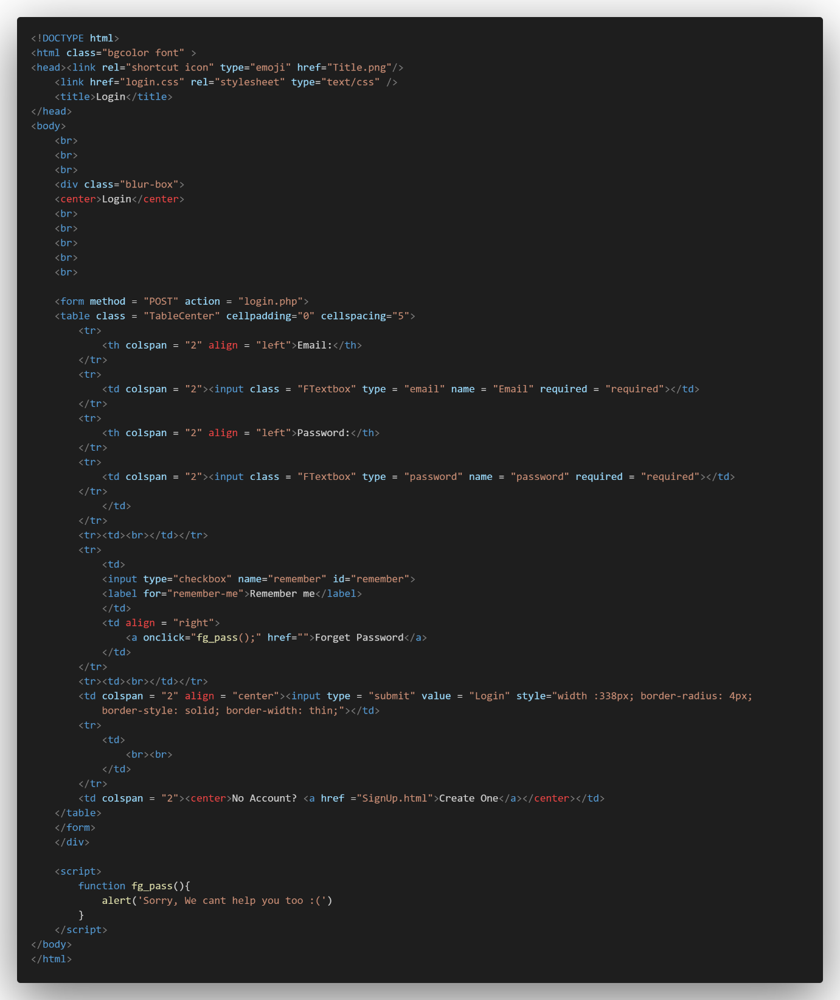 <!DOCTYPE html>
<html class="bgcolor font" >
<head><link rel="shortcut icon" type="emoji" href="Title.png"/>
    <link href="login.css" rel="stylesheet" type="text/css" />
    <title>Login</title>
</head>
<body>
    <br>
    <br>
    <br>
    <div class="blur-box">
    <center>Login</center>
    <br>
    <br>
    <br>
    <br>
    <br>

    <form method = "POST" action = "login.php">
    <table class = "TableCenter" cellpadding="0" cellspacing="5">
        <tr>
            <th colspan = "2" align = "left">Email:</th>
        </tr>
        <tr>
            <td colspan = "2"><input class = "FTextbox" type = "email" name = "Email" required = "required"></td>
        </tr>
        <tr>
            <th colspan = "2" align = "left">Password:</th>
        </tr>
        <tr>
            <td colspan = "2"><input class = "FTextbox" type = "password" name = "password" required = "required"></td>
        </tr>
            </td>
        </tr>
        <tr><td><br></td></tr>
        <tr>
            <td>
            <input type="checkbox" name="remember" id="remember">
            <label for="remember-me">Remember me</label>
            </td>
            <td align = "right">
                <a onclick="fg_pass();" href="">Forget Password</a>
            </td>
        </tr>
        <tr><td><br></td></tr>
        <td colspan = "2" align = "center"><input type = "submit" value = "Login" style="width :338px; border-radius: 4px;
            border-style: solid; border-width: thin;"></td>
        <tr>
            <td>
                <br><br>
            </td>
        </tr>
        <td colspan = "2"><center>No Account? <a href ="SignUp.html">Create One</a></center></td>
    </table>
    </form>
    </div>

    <script>
        function fg_pass(){
            alert('Sorry, We cant help you too :(')
        }
    </script>
</body>
</html>